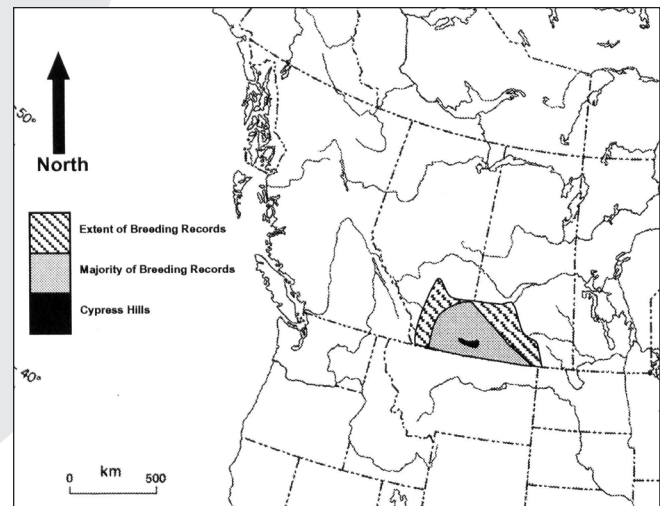 50°
North
Extent of Breeding Records
Majority of Breeding Records
Cypress Hills
40°
km
0 500